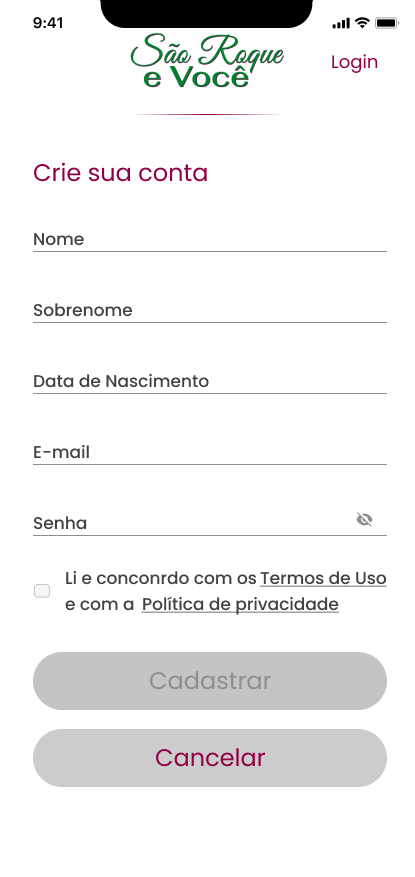 9:41
São Roque
e Você
Login
Crie sua conta
Nome
Sobrenome
Data de Nascimento
E-mail
Senha
Li e conconrdo com os Termos de Uso
e com a Política de privacidade
Cadastrar
Cancelar